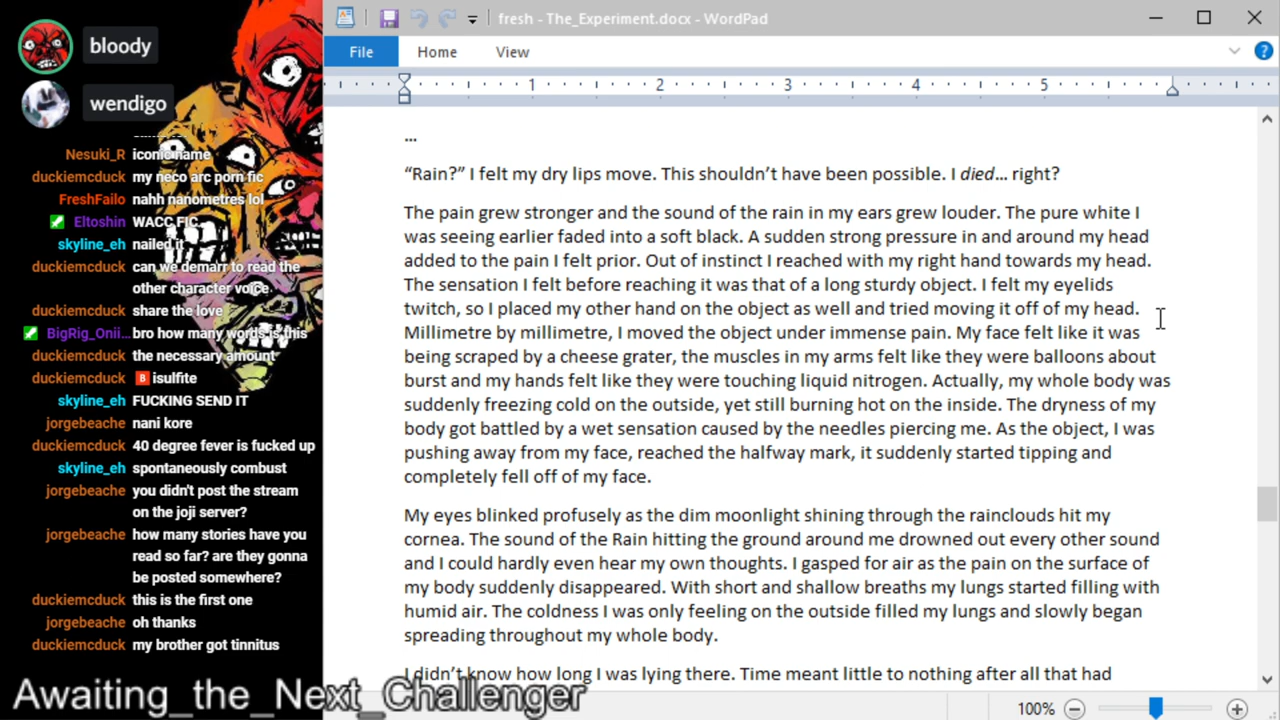 bloody
wendigo
Nesuki_R iconic name
duckiemcduck my neco arc porn fic
FreshFailo nahh nanometres lol
Eltoshin WACC FIC
skyline_eh nailed it
duckiemcduck can we demarr to read the
other character voice
duckiemcduck share the love
BigRig_Onii... bro how many words is this
duckiemcduck the necessary amount
duckiemcduck B isulfite
skyline_eh FUCKING SEND IT
jorgebeache nani kore
duckiemcduck 40 degree fever is fucked up
skyline_eh spontaneously combust
jorgebeache you didn't post the stream
on the joji server?
jorgebeache how many stories have you
read so far? are they gonna
be posted somewhere?
duckiemcduck this is the first one
jorgebeache oh thanks
duckiemcduck my brother got tinnitus
Awaiting_the_Next_Challenger
fresh - The_Experiment.docx - WordPad
File Home View
1 2 3 4 5
...
“Rain?” I felt my dry lips move. This shouldn’t have been possible. I died... right?
The pain grew stronger and the sound of the rain in my ears grew louder. The pure white I
was seeing earlier faded into a soft black. A sudden strong pressure in and around my head
added to the pain I felt prior. Out of instinct I reached with my right hand towards my head.
The sensation I felt before reaching it was that of a long sturdy object. I felt my eyelids
twitch, so I placed my other hand on the object as well and tried moving it off of my head.
Millimetre by millimetre, I moved the object under immense pain. My face felt like it was
being scraped by a cheese grater, the muscles in my arms felt like they were balloons about
burst and my hands felt like they were touching liquid nitrogen. Actually, my whole body was
suddenly freezing cold on the outside, yet still burning hot on the inside. The dryness of my
body got battled by a wet sensation caused by the needles piercing me. As the object, I was
pushing away from my face, reached the halfway mark, it suddenly started tipping and
completely fell off of my face.
My eyes blinked profusely as the dim moonlight shining through the rainclouds hit my
cornea. The sound of the Rain hitting the ground around me drowned out every other sound
and I could hardly even hear my own thoughts. I gasped for air as the pain on the surface of
my body suddenly disappeared. With short and shallow breaths my lungs started filling with
humid air. The coldness I was only feeling on the outside filled my lungs and slowly began
spreading throughout my whole body.
I didn’t know how long I was lying there. Time meant little to nothing after all that had
100%